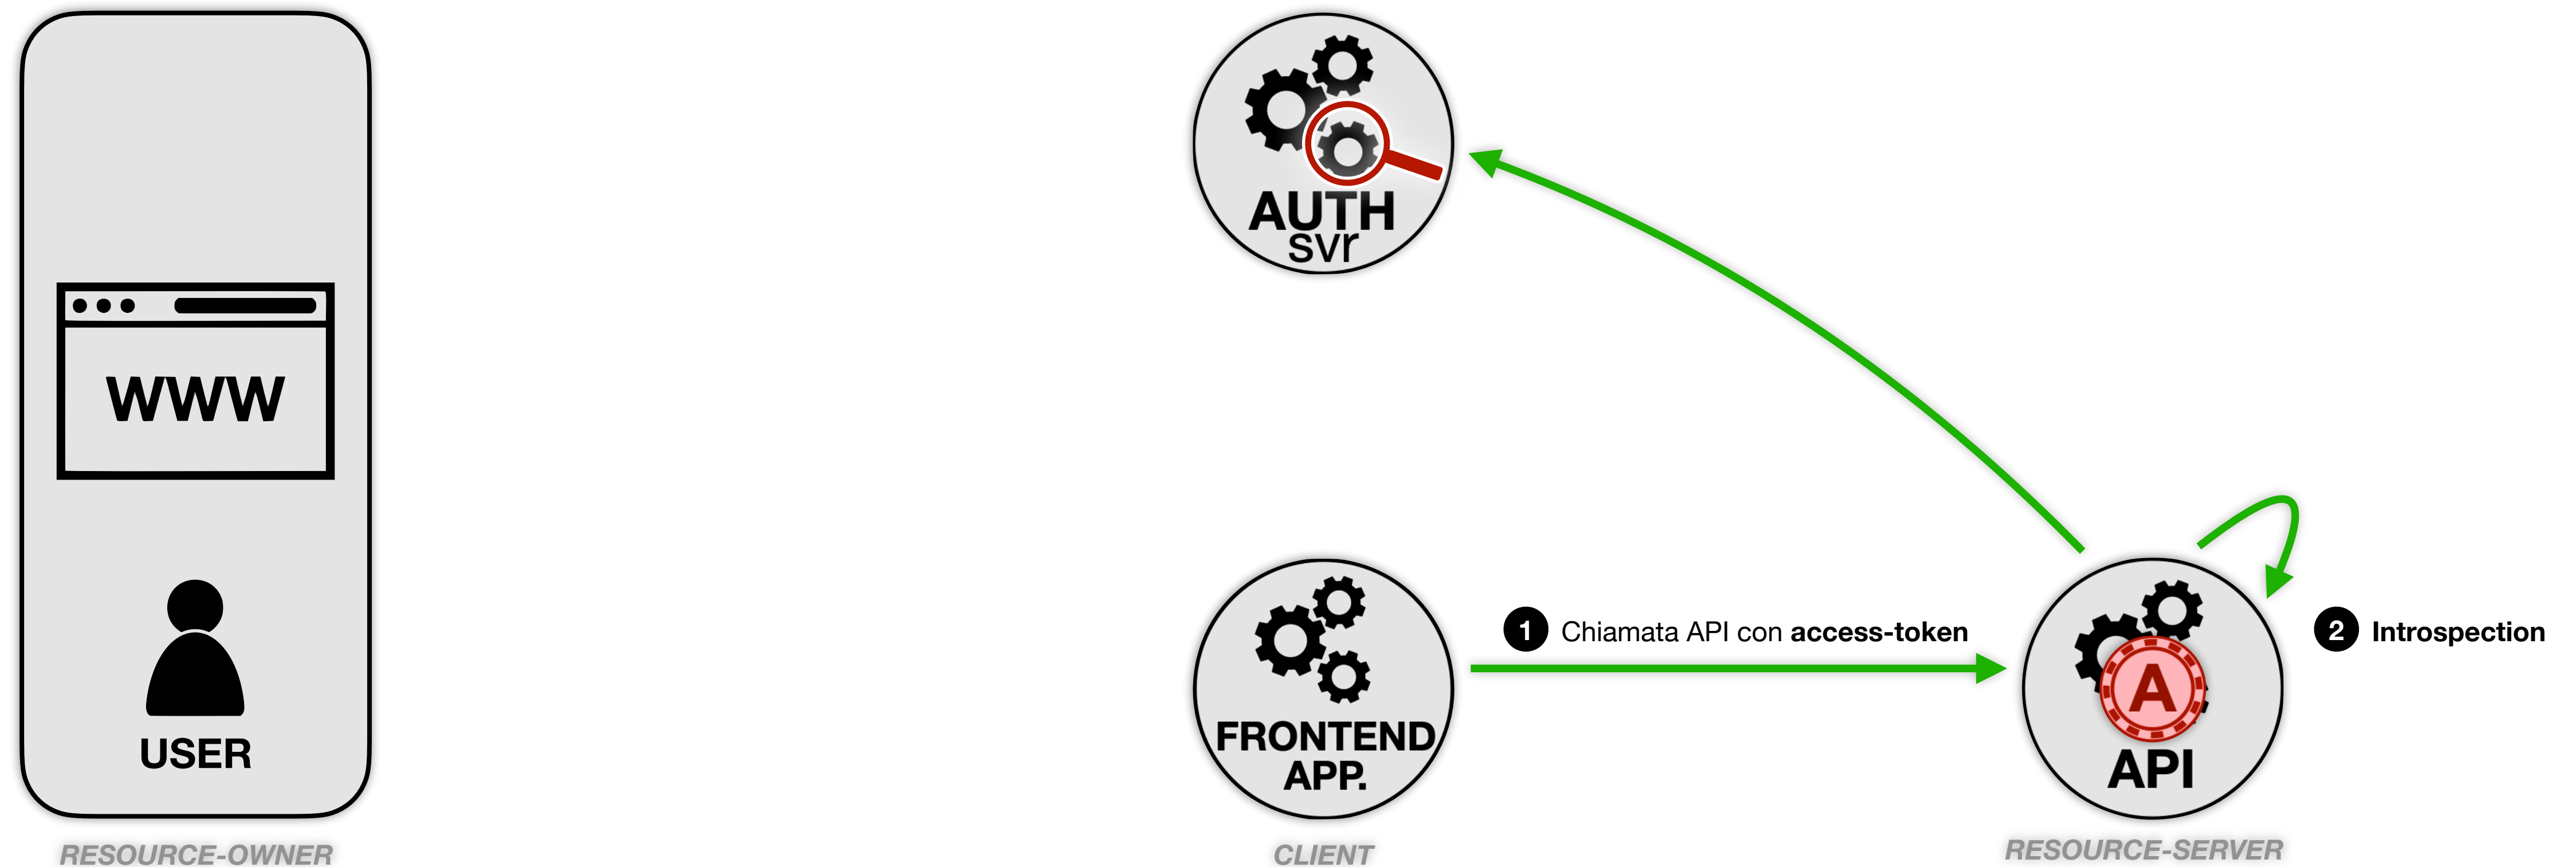 AUTH
svr
WWW
USER
RESOURCE-OWNER
FRONTEND
APP.
CLIENT
1 Chiamata API con access-token
2 Introspection
A
API
RESOURCE-SERVER